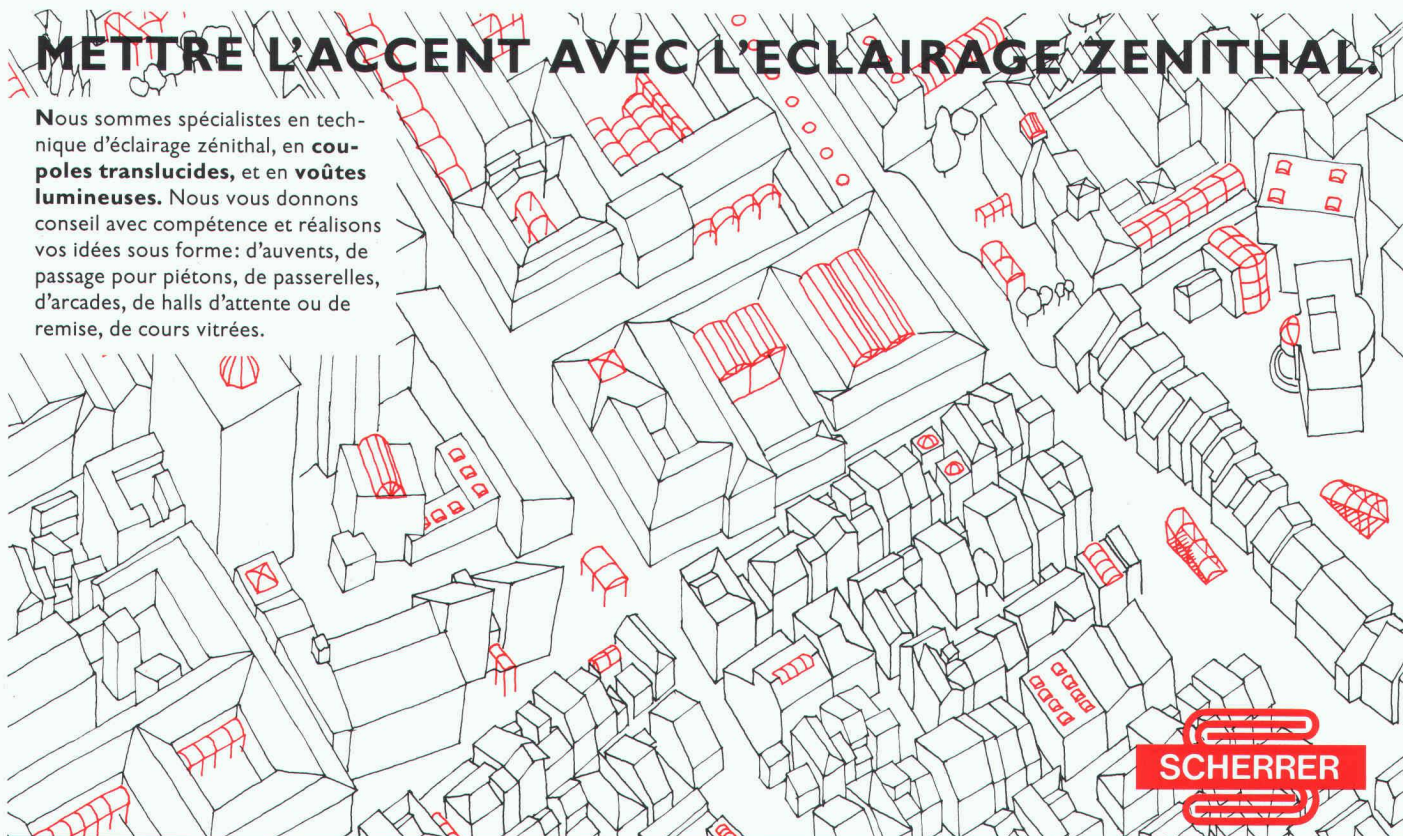 METTRE L'ACCENT AVEC L'ECLAIRAGE ZENITHAL.
Nous sommes spécialistes en tech-
nique d'éclairage zénithal, en cou-
poles translucides, et en voûtes
lumineuses. Nous vous donnons
conseil avec compétence et réalisons
vos idées sous forme: d'auvents, de
passage pour piétons, de passerelles,
d'arcades, de halls d'attente ou de
remise, de cours vitrées.
SCHERRER